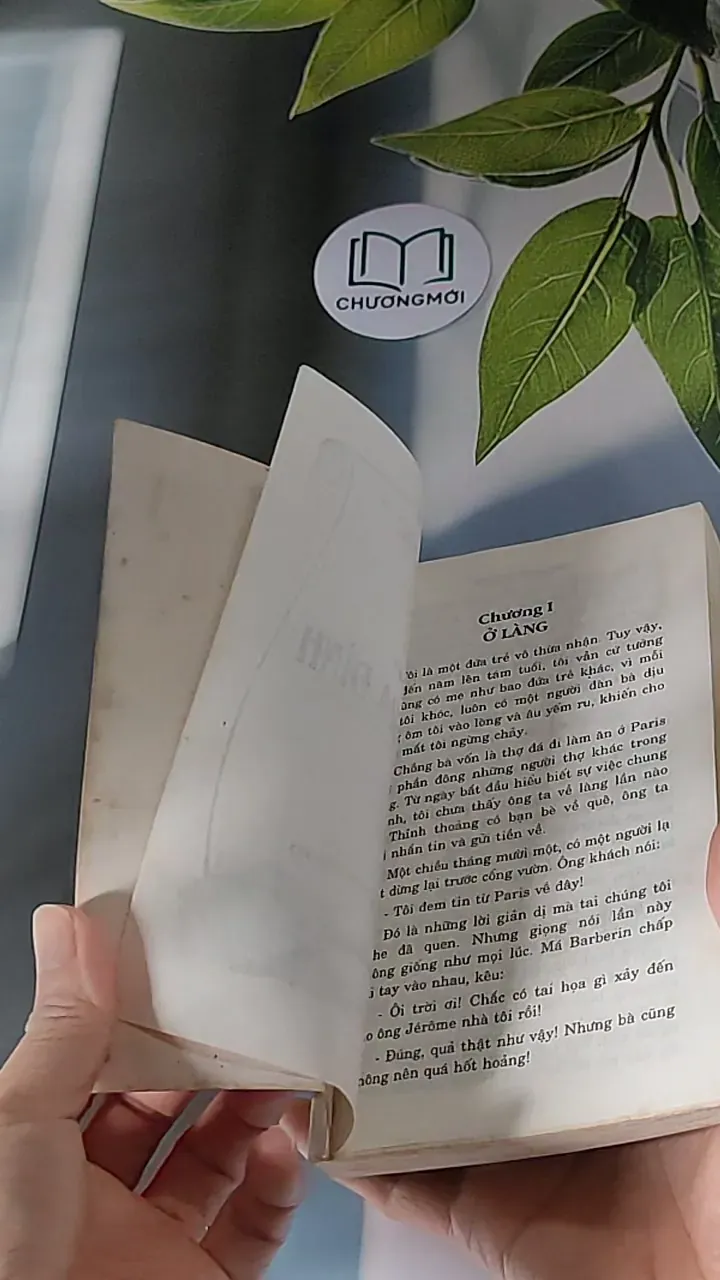 CHƯƠNGMỚI
Chương I
Ở LÀNG
là một đứa trẻ vô thừa nhận. Tuy vậy,
năm lên tám tuổi, tôi vẫn cứ tưởng
có mẹ như bao đứa trẻ khác, vì mỗi
tôi khóc, luôn có một người đàn bà dịu
ôm tôi vào lòng và âu yếm ru, khiến cho
mắt tôi ngừng chảy.
Chồng bà vốn là thợ đá đi làm ăn ở Paris
phần đông những người thợ khác trong
g. Từ ngày bắt đầu hiểu biết sự việc chung
nh, tôi chưa thấy ông ta về làng lần nào
Thỉnh thoảng có bạn bè về quê, ông ta
nhắn tin và gửi tiền về.
Một chiều tháng mười một, có một người lạ
t dừng lại trước cổng vườn. Ông khách nói:
- Tôi đem tin từ Paris về đây!
Đó là những lời giản dị mà tai chúng tôi
he đã quen. Nhưng giọng nói lần này
ông giống như mọi lúc. Má Barberin chấp
i tay vào nhau, kêu:
- Ôi trời ơi! Chắc có tai họa gì xảy đến
o ông Jérôme nhà tôi rồi!
- Đúng, quả thật như vậy! Nhưng bà cũng
hông nên quá hốt hoảng!